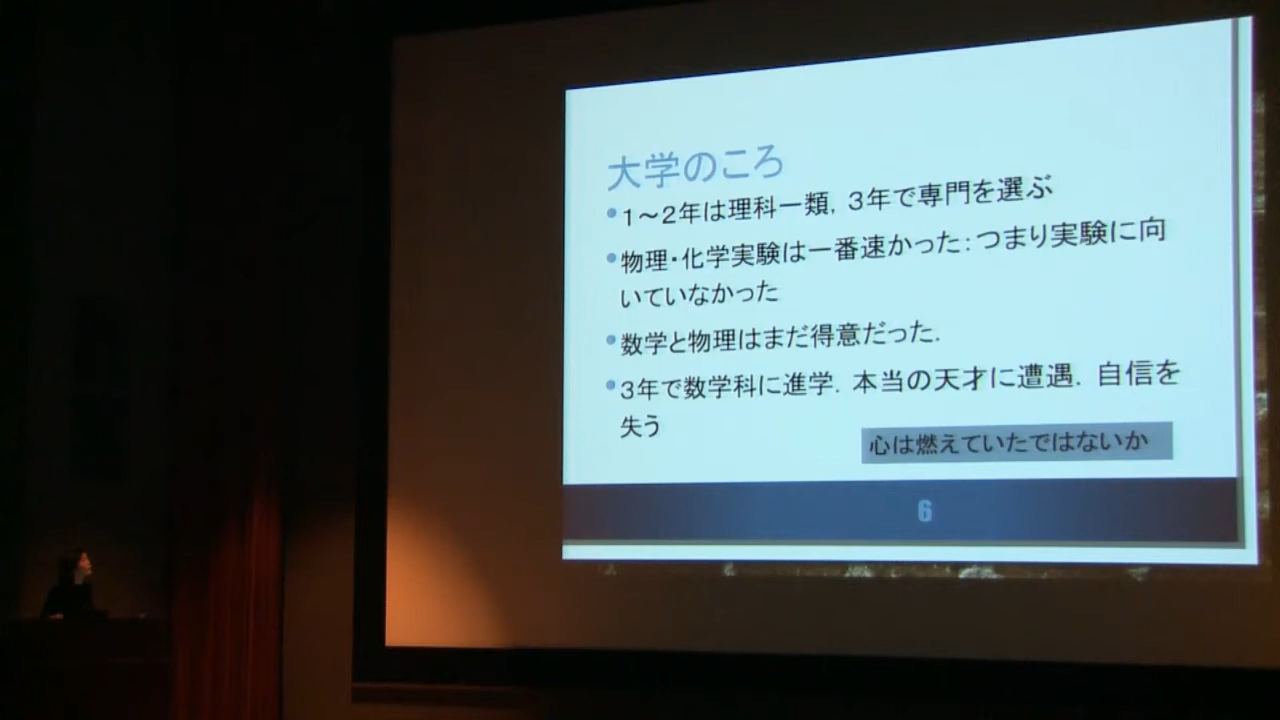 大学のころ
•1～2年は理科一類，3年で専門を選ぶ
•物理・化学実験は一番速かった：つまり実験に向
いていなかった
•数学と物理はまだ得意だった．
•3年で数学科に進学．本当の天才に遭遇．自信を
失う
心は燃えていたではないか
6